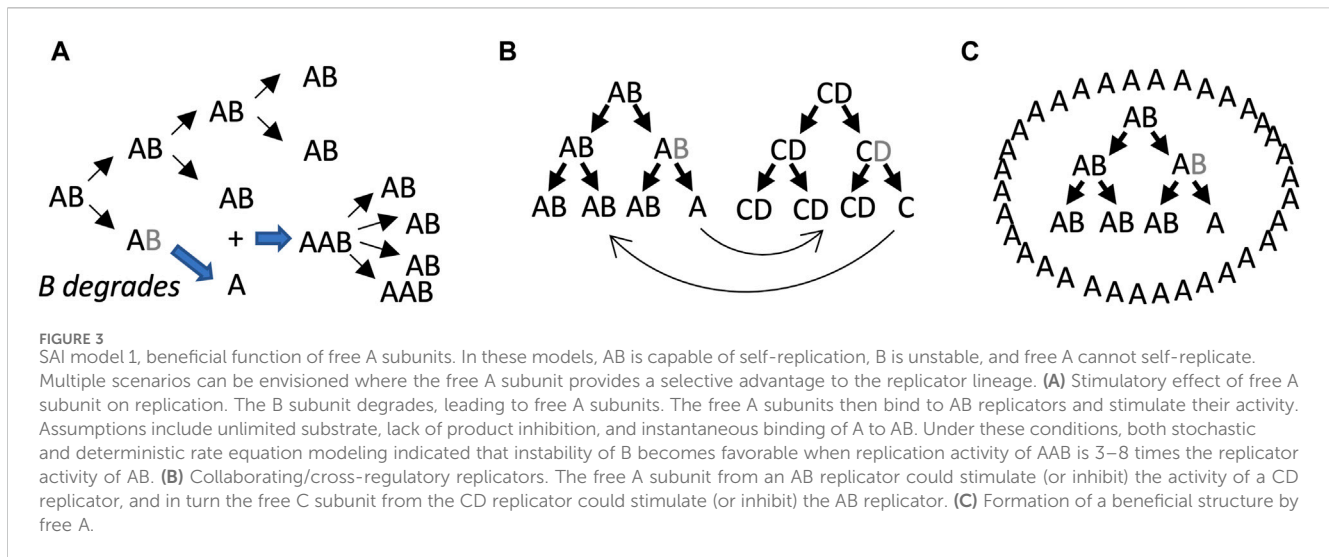 A
AB
AB
AB
AB
AB
AB
AB
B degrades
A
+
AAB
AB
AB
AB
AAB
B
AB
AB AB
AB AB AB A
CD
CD CD
CD CD CD C
C
A A A A A A A A A A A A A A A A A A A A A A A A A A A A A A A A A A A A A A A A A A A A A
AB
AB AB
AB AB AB A
FIGURE 3
SAI model 1, beneficial function of free A subunits. In these models, AB is capable of self-replication, B is unstable, and free A cannot self-replicate.
Multiple scenarios can be envisioned where the free A subunit provides a selective advantage to the replicator lineage. (A) Stimulatory effect of free A
subunit on replication. The B subunit degrades, leading to free A subunits. The free A subunits then bind to AB replicators and stimulate their activity.
Assumptions include unlimited substrate, lack of product inhibition, and instantaneous binding of A to AB. Under these conditions, both stochastic
and deterministic rate equation modeling indicated that instability of B becomes favorable when replication activity of AAB is 3–8 times the replicator
activity of AB. (B) Collaborating/cross-regulatory replicators. The free A subunit from an AB replicator could stimulate (or inhibit) the activity of a CD
replicator, and in turn the free C subunit from the CD replicator could stimulate (or inhibit) the AB replicator. (C) Formation of a beneficial structure by
free A.